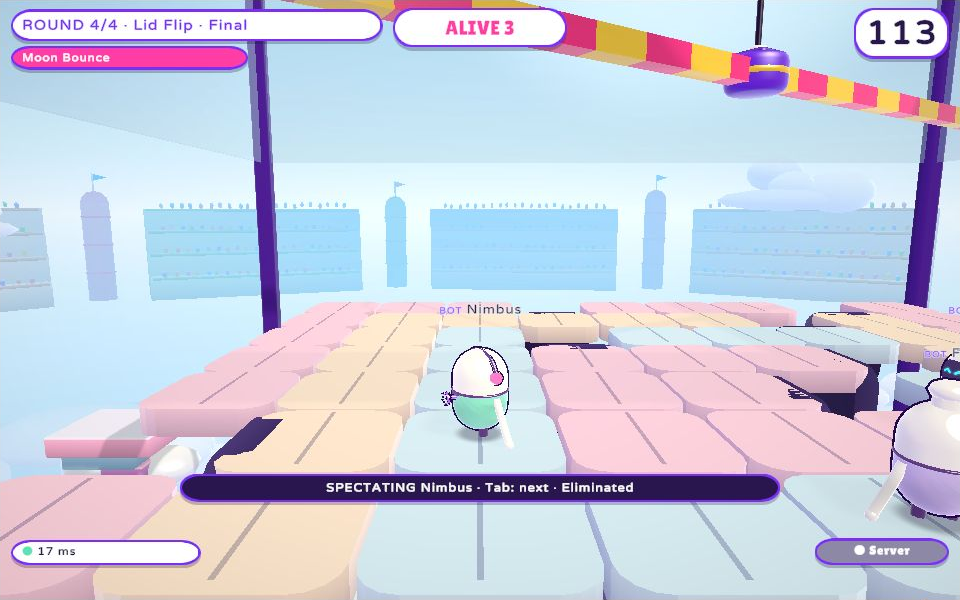 ROUND 4/4 · Lid Flip · Final
ALIVE 3
113
Moon Bounce
BOT Nimbus
BOT
SPECTATING Nimbus · Tab: next · Eliminated
17 ms
Server